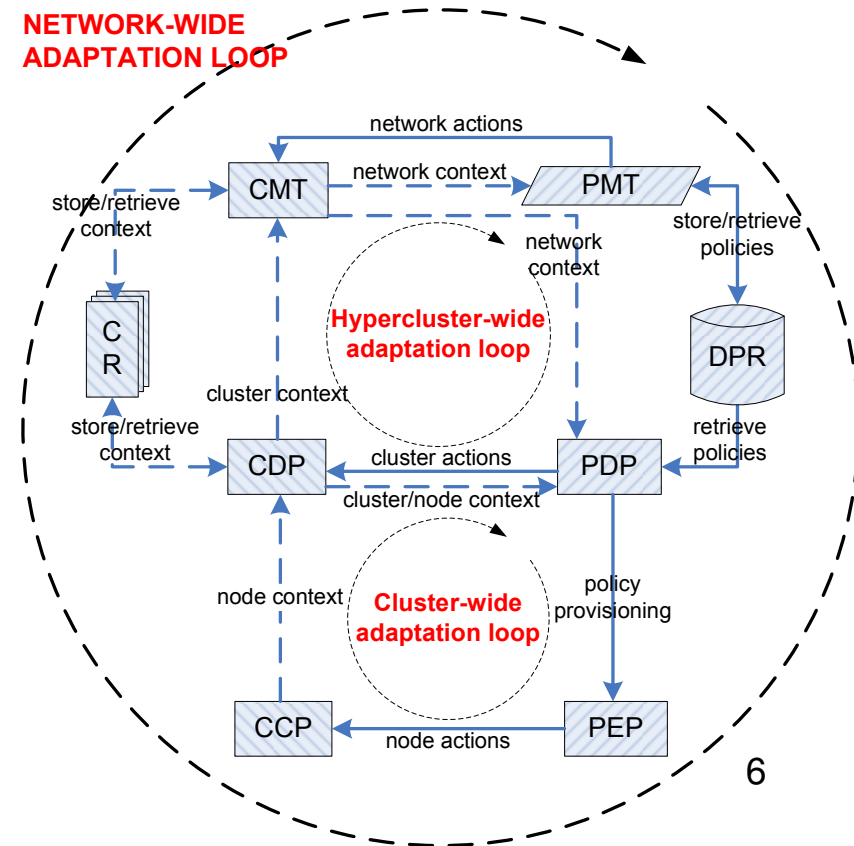 NETWORK-WIDE
ADAPTATION LOOP
network actions
CMT
network context
PMT
store/retrieve
context
network
context
store/retrieve
policies
C
R
Hypercluster-wide
adaptation loop
DPR
cluster context
store/retrieve
context
retrieve
policies
CDP
cluster actions
PDP
cluster/node context
node context
Cluster-wide
adaptation loop
policy
provisioning
CCP
node actions
PEP
6